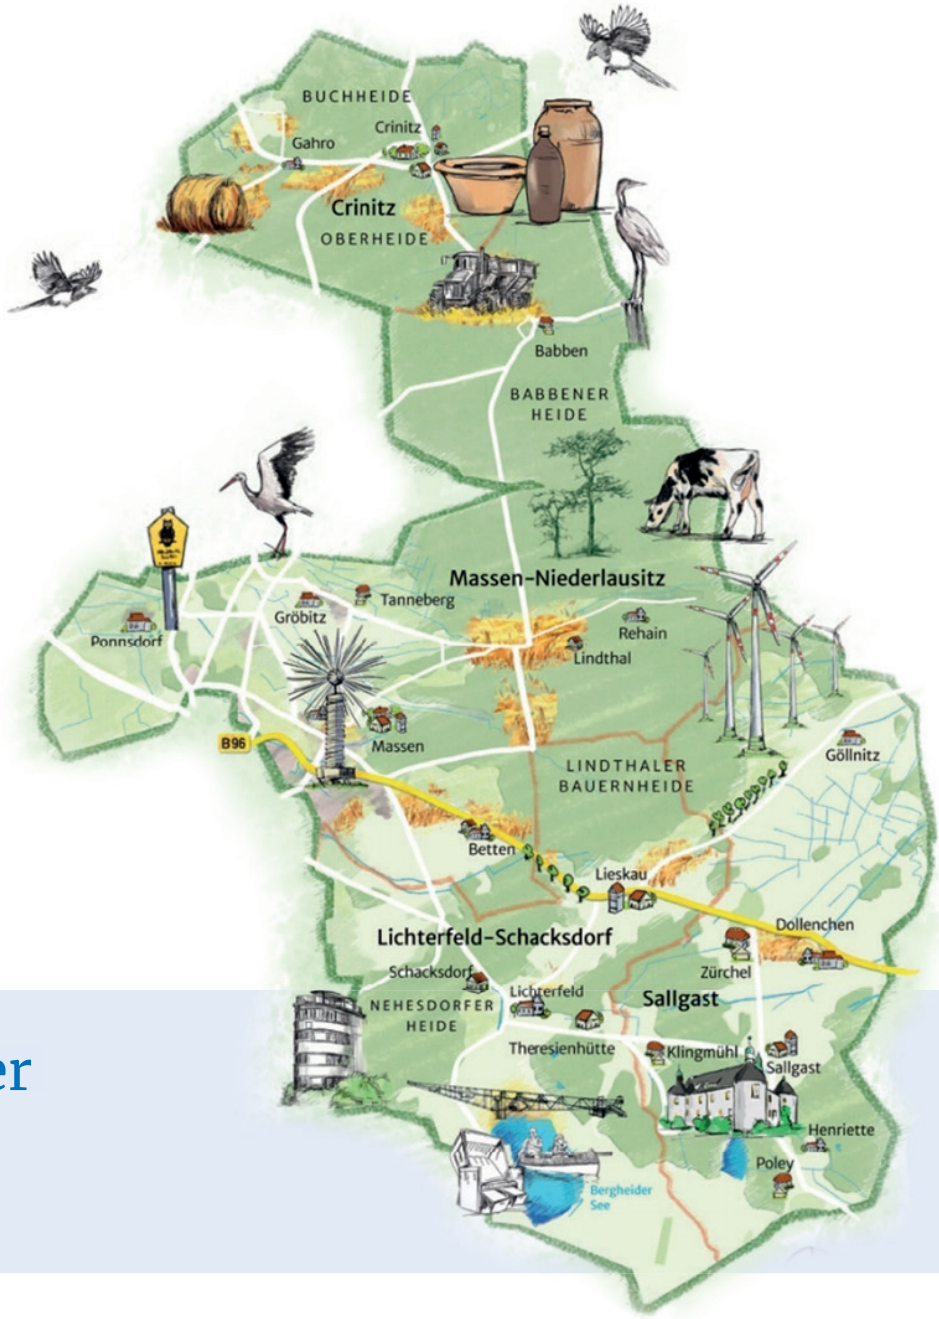 BUCHHEIDE
Crinitz
Gahro
Crinitz
OBERHEIDE
Babben
BABBENER
HEIDE
Massen-Niederlausitz
Tanneberg
Gröbitz
Rehain
Ponnsdorf
Lindthal
B96
Massen
Göllnitz
LINDTHALER
BAUERNHEIDE
Betten
Lieskau
Dollenchen
Lichterfeld-Schacksdorf
Zürchel
Schacksdorf
Lichterfeld
Sallgast
NEHESDORFER
HEIDE
Theresienhütte
Klingmühl
Sallgast
er
Henriette
Poley
Bergheider
See